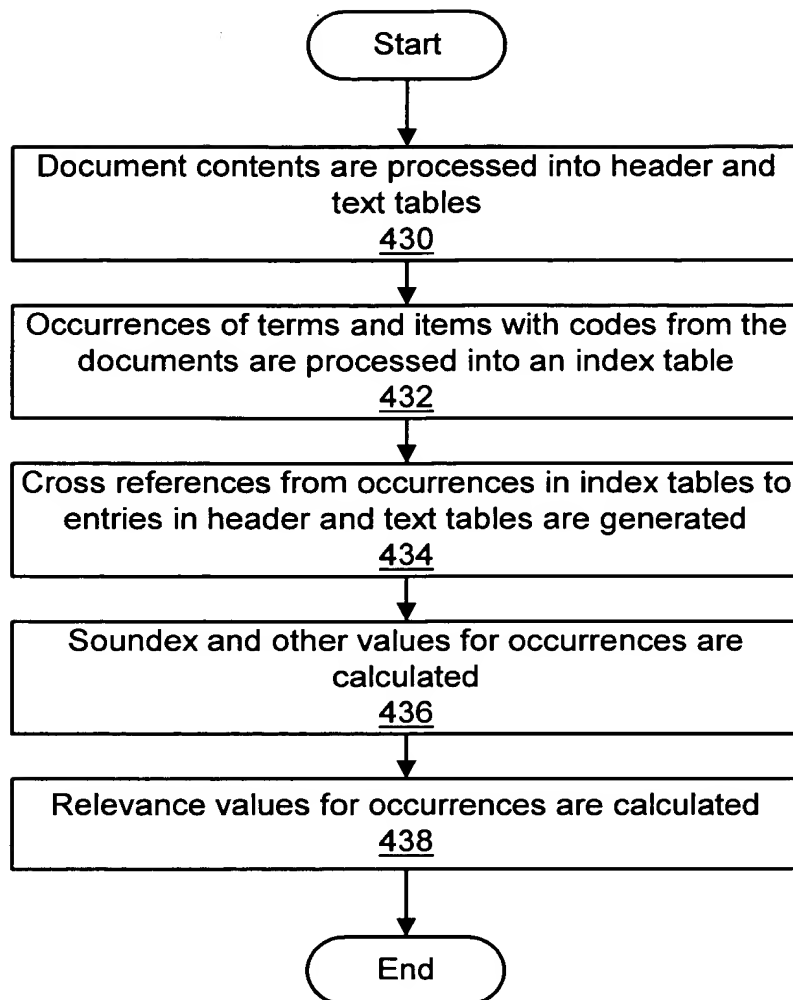 Start
Document contents are processed into header and
text tables
430
Occurrences of terms and items with codes from the
documents are processed into an index table
432
Cross references from occurrences in index tables to
entries in header and text tables are generated
434
Soundex and other values for occurrences are
calculated
436
Relevance values for occurrences are calculated
438
End